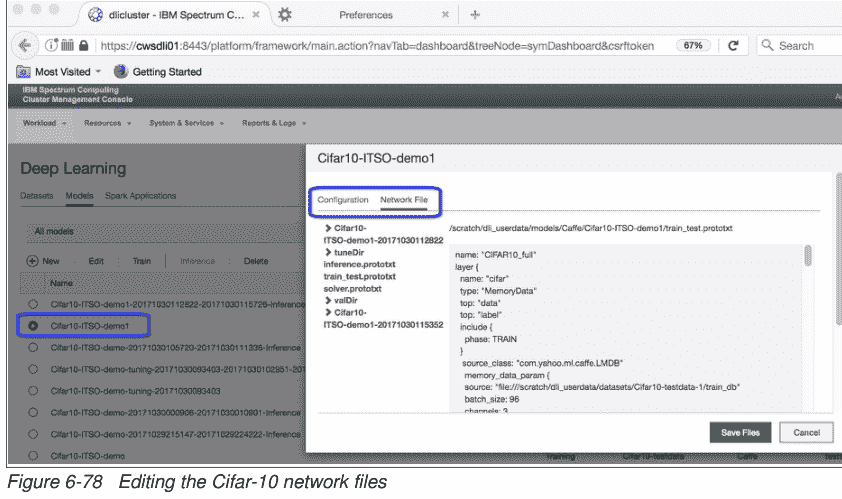 dlicluster - IBM Spectrum C... ×
Preferences ×
https://cwsdli01:8443/platform/framework/main.action?navTab=dashboard&treeNode=symDashboard&csrftoken
67%
Search
Most Visited
Getting Started
IBM Spectrum Computing
Cluster Management Console
Workload
Resources
System & Services
Reports & Logs
Deep Learning
Datasets Models Spark Applications
All models
New Edit Train Inference Delete
Name
Cifar10-ITSO-demo1-20171030112822-20171030115726-Inference
Cifar10-ITSO-demo1
Cifar10-ITSO-demo-20171030105720-20171030111336-Inference
Cifar10-ITSO-demo-tuning-20171030093403-20171030102951-201
Cifar10-ITSO-demo-tuning-20171030093403
Cifar10-ITSO-demo-20171030000906-20171030010801-Inference
Cifar10-ITSO-demo-20171029215147-20171029224222-Inference
Cifar10-ITSO-demo
Training Cifar10-testdata Caffe
Cifar10-ITSO-demo1
Configuration Network File
Cifar10-
ITSO-demo1-20171030112822
tuneDir
inference.prototxt
train_test.prototxt
solver.prototxt
valDir
Cifar10-
ITSO-demo1-20171030115352
/scratch/dli_userdata/models/Caffe/Cifar10-ITSO-demo1/train_test.prototxt
name: "CIFAR10_full"
layer {
name: "cifar"
type: "MemoryData"
top: "data"
top: "label"
include {
phase: TRAIN
}
source_class: "com.yahoo.ml.caffe.LMDB"
memory_data_param {
source: "file:///scratch/dli_userdata/datasets/Cifar10-testdata-1/train_db"
batch_size: 96
channels: 3
Save Files
Cancel
Figure 6-78 Editing the Cifar-10 network files